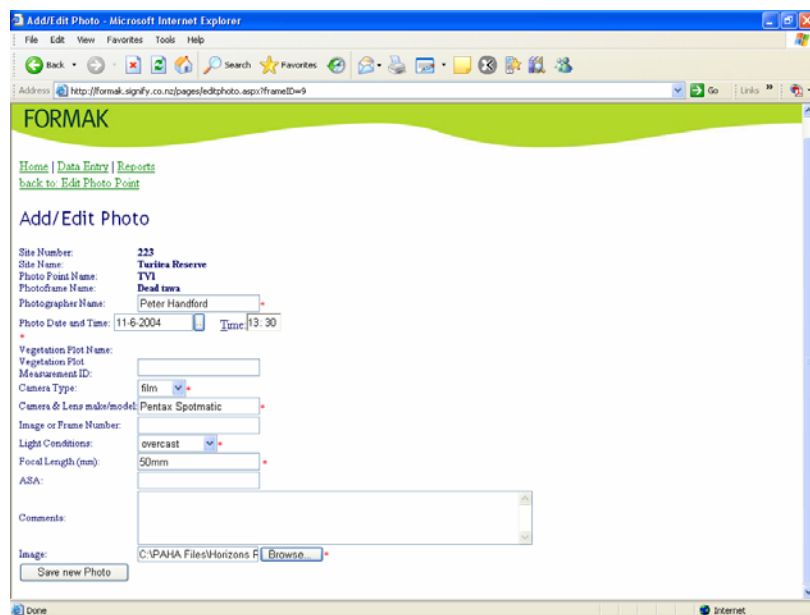 Add/Edit Photo - Microsoft Internet Explorer
File Edit View Favorites Tools Help
Back Search Favorites
Address http://formak.signify.co.nz/pages/editphoto.aspx?frameID=9 Go Links »
FORMAK
Home | Data Entry | Reports
back to: Edit Photo Point
Add/Edit Photo
Site Number: 223
Site Name: Turitea Reserve
Photo Point Name: TV1
Photoframe Name: Dead tawa
Photographer Name: Peter Handford *
Photo Date and Time: 11-6-2004 ... Time: 13: 30
*
Vegetation Plot Name:
Vegetation Plot
Measurement ID:
Camera Type: film *
Camera & Lens make/model: Pentax Spotmatic *
Image or Frame Number:
Light Conditions: overcast *
Focal Length (mm): 50mm *
ASA:
Comments:
Image: C:\PAHA Files\Horizons F Browse... *
Save new Photo
Done Internet